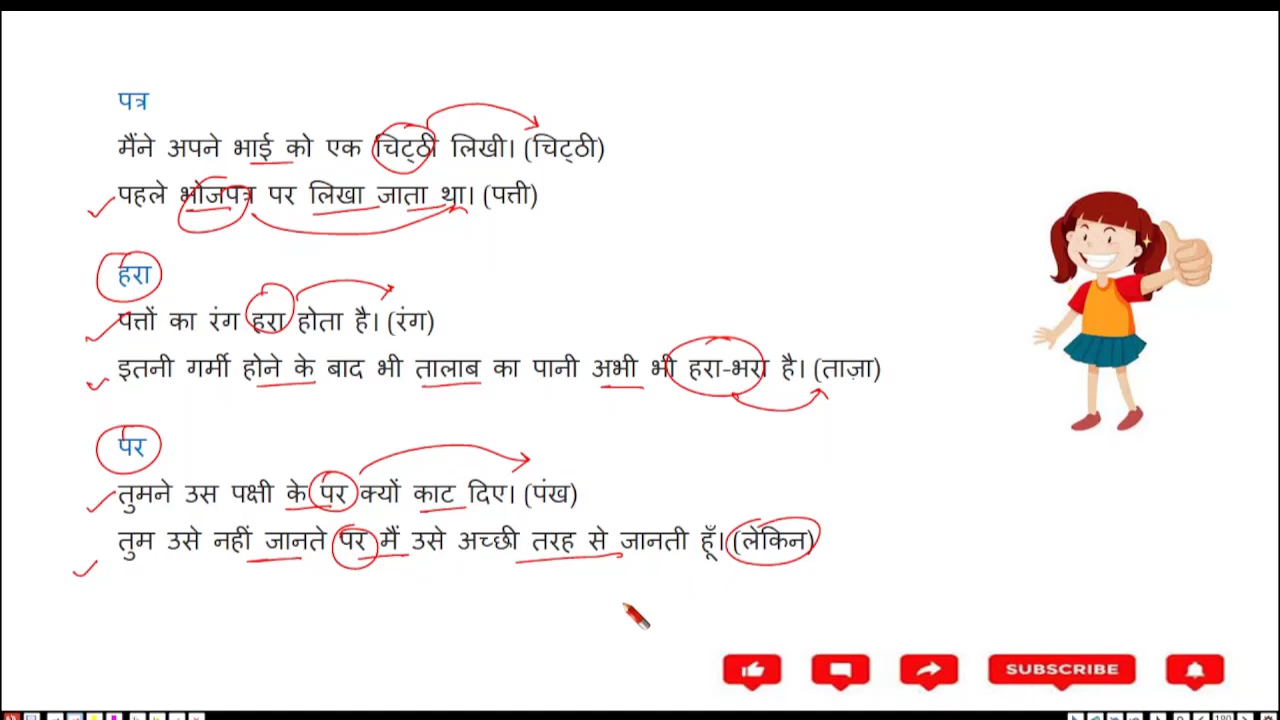 पत्र
मैंने अपने भाई को एक चिट्ठी लिखी। (चिट्ठी)
पहले भोजपत्र पर लिखा जाता था। (पत्ती)
हरा
पत्तों का रंग हरा होता है। (रंग)
इतनी गर्मी होने के बाद भी तालाब का पानी अभी भी हरा-भरा है। (ताज़ा)
पर
तुमने उस पक्षी के पर क्यों काट दिए। (पंख)
तुम उसे नहीं जानते पर मैं उसे अच्छी तरह से जानती हूँ। (लेकिन)
SUBSCRIBE